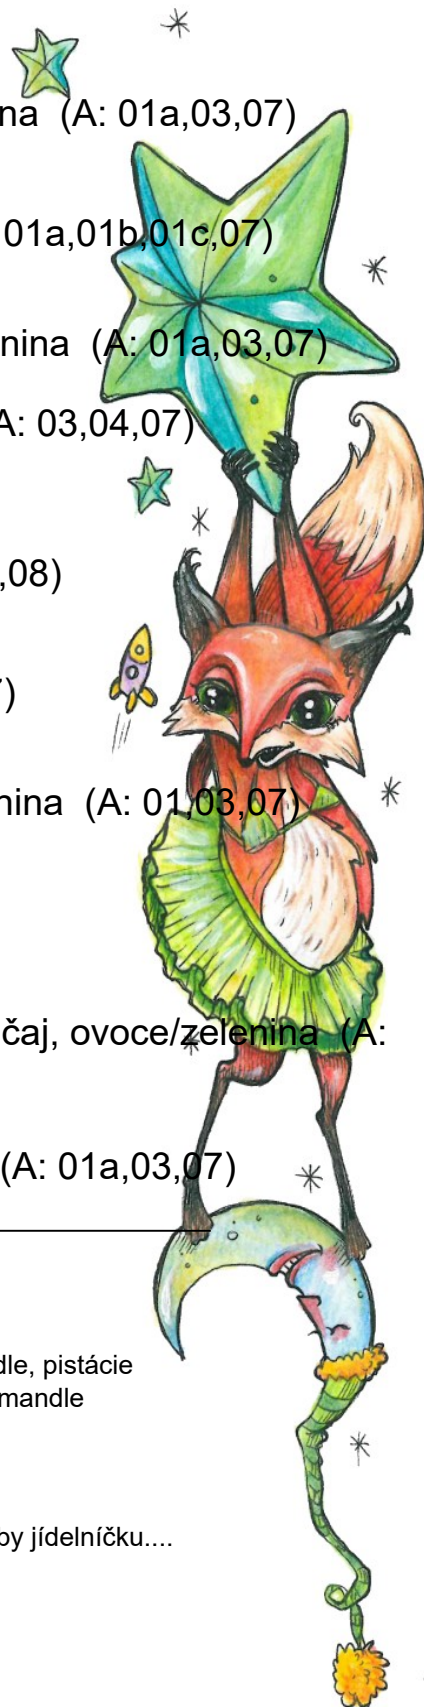 na (A: 01a,03,07)
01a,01b,01c,07)
nina (A: 01a,03,07)
A: 03,04,07)
,08)
)
nina (A: 01,03,07)
čaj, ovoce/zelenina (A:
(A: 01a,03,07)
dle, pistácie
mandle
by jídelníčku....